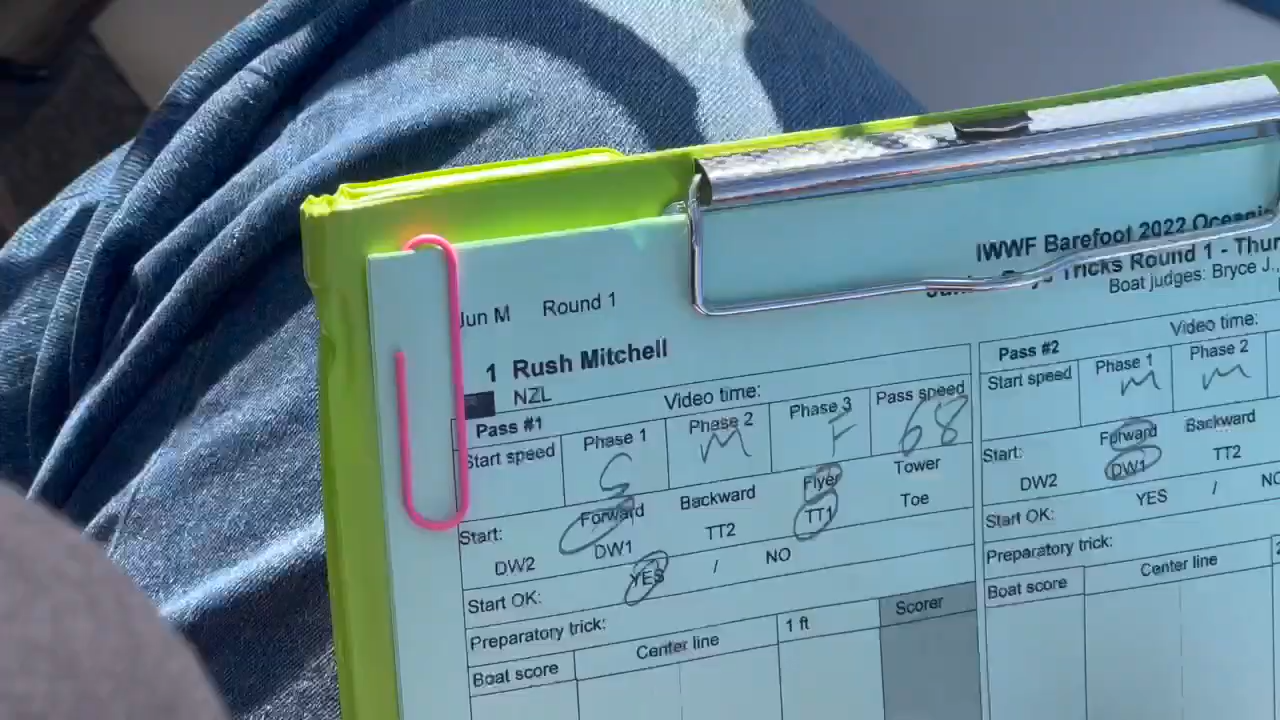 IWWF Barefoot 2022 Oceani
Tricks Round 1 - Thur
Boat judges: Bryce J.,
Jun M Round 1
1 Rush Mitchell
NZL Video time:
Pass #1
Start speed Phase 1 Phase 2 Phase 3 Pass speed
S M F 68
Start: Forward Backward Flyer Tower
DW2 DW1 TT2 TT1 Toe
Start OK: YES / NO
Preparatory trick:
Boat score Center line 1 ft Scorer
Video time:
Pass #2
Start speed Phase 1 Phase 2
M M
Start: Forward Backward
DW2 DW1 TT2
Start OK: YES / NO
Preparatory trick:
Boat score Center line 2